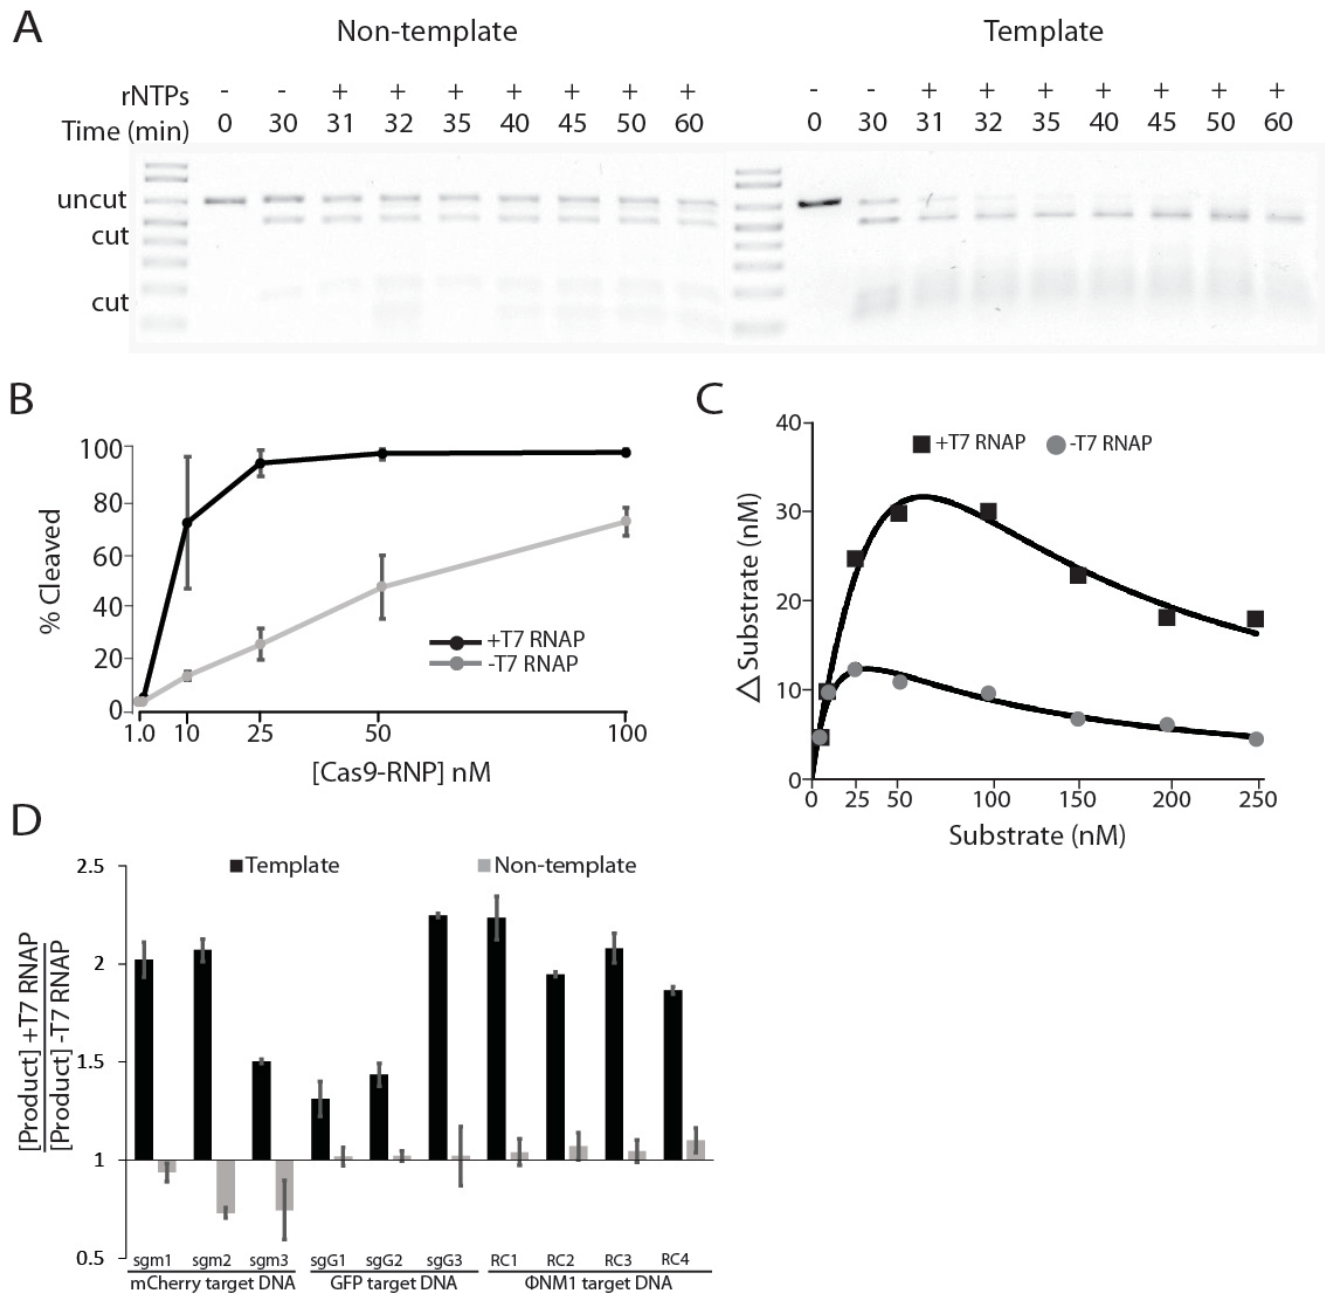 A
Non-template
Template
rNTPs - - + + + + + + + - - + + + + + + +
Time (min) 0 30 31 32 35 40 45 50 60 0 30 31 32 35 40 45 50 60
uncut
cut
cut
B
100
80
60
40
20
0
% Cleaved
+T7 RNAP
-T7 RNAP
1.0 10 25 50 100
[Cas9-RNP] nM
C
40
30
20
10
0
△ Substrate (nM)
+T7 RNAP -T7 RNAP
0 25 50 100 150 200 250
Substrate (nM)
D
2.5
2
1.5
1
0.5
[Product] +T7 RNAP
[Product] -T7 RNAP
Template Non-template
sgm1 sgm2 sgm3 sgG1 sgG2 sgG3 RC1 RC2 RC3 RC4
mCherry target DNA GFP target DNA ΦNM1 target DNA